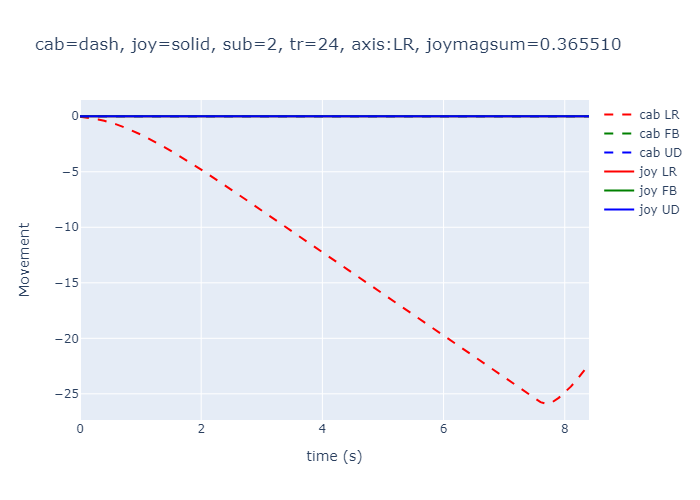 cab=dash, joy=solid, sub=2, tr=24, axis:LR, joymagsum=0.365510
Movement
0
−5
−10
−15
−20
−25
0
2
4
6
8
time (s)
cab LR
cab FB
cab UD
joy LR
joy FB
joy UD